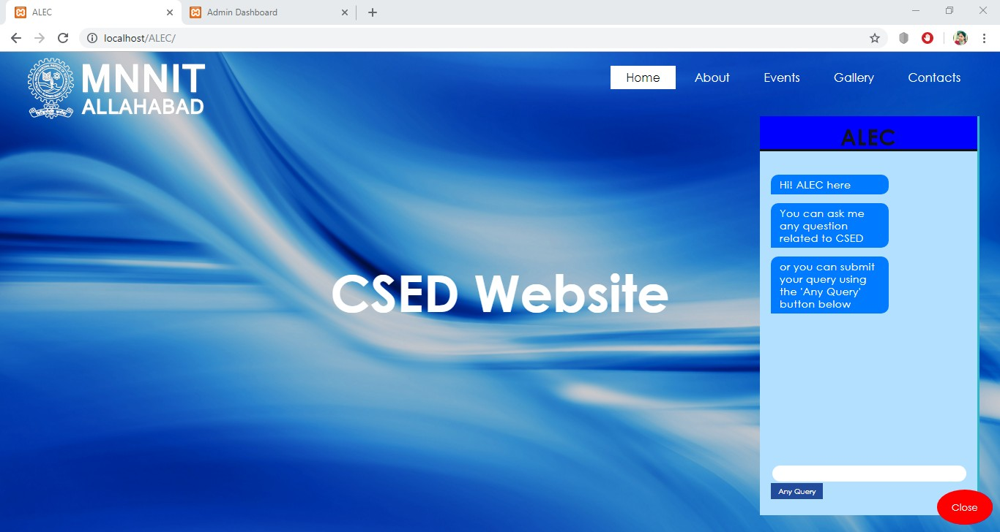 ALEC
Admin Dashboard
localhost/ALEC/
MNNIT
ALLAHABAD
Home
About
Events
Gallery
Contacts
ALEC
Hi! ALEC here
You can ask me
any question
related to CSED
or you can submit
your query using
the 'Any Query'
button below
CSED Website
Any Query
Close